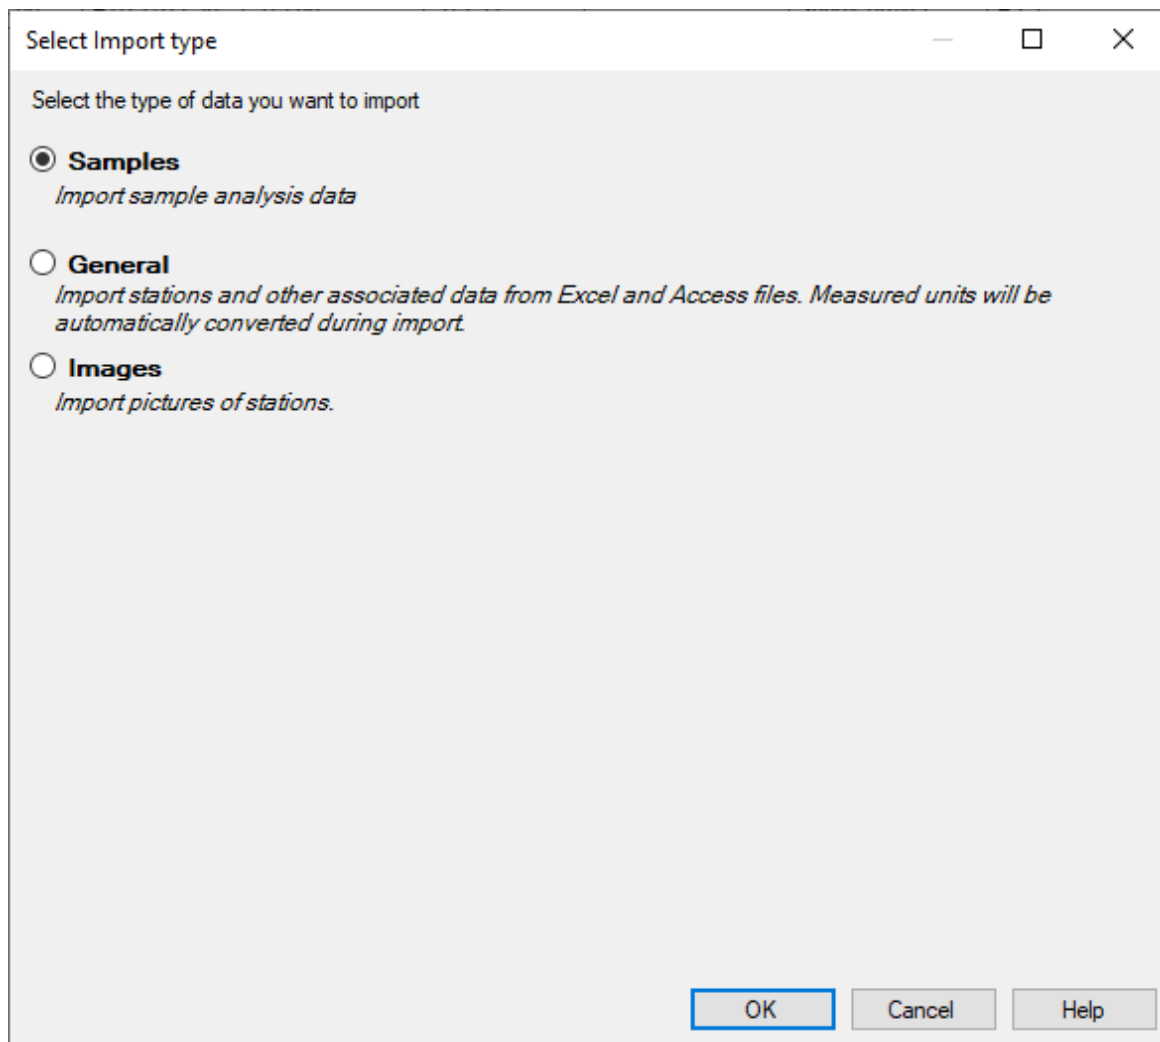 Select Import type
Select the type of data you want to import
Samples
Import sample analysis data
General
Import stations and other associated data from Excel and Access files. Measured units will be
automatically converted during import.
Images
Import pictures of stations.
OK Cancel Help